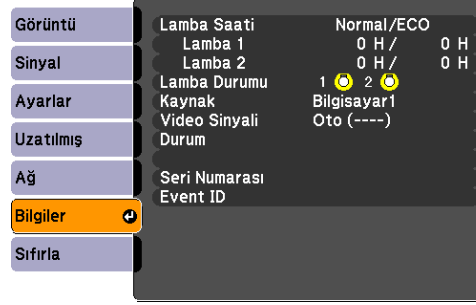 Görüntü
Sinyal
Ayarlar
Uzatılmış
Ağ
Bilgiler
Sıfırla
Lamba Saati Normal/ECO
Lamba 1 0 H/ 0 H
Lamba 2 0 H/ 0 H
Lamba Durumu 1 2
Kaynak Bilgisayar1
Video Sinyali Oto (----)
Durum
Seri Numarası
Event ID